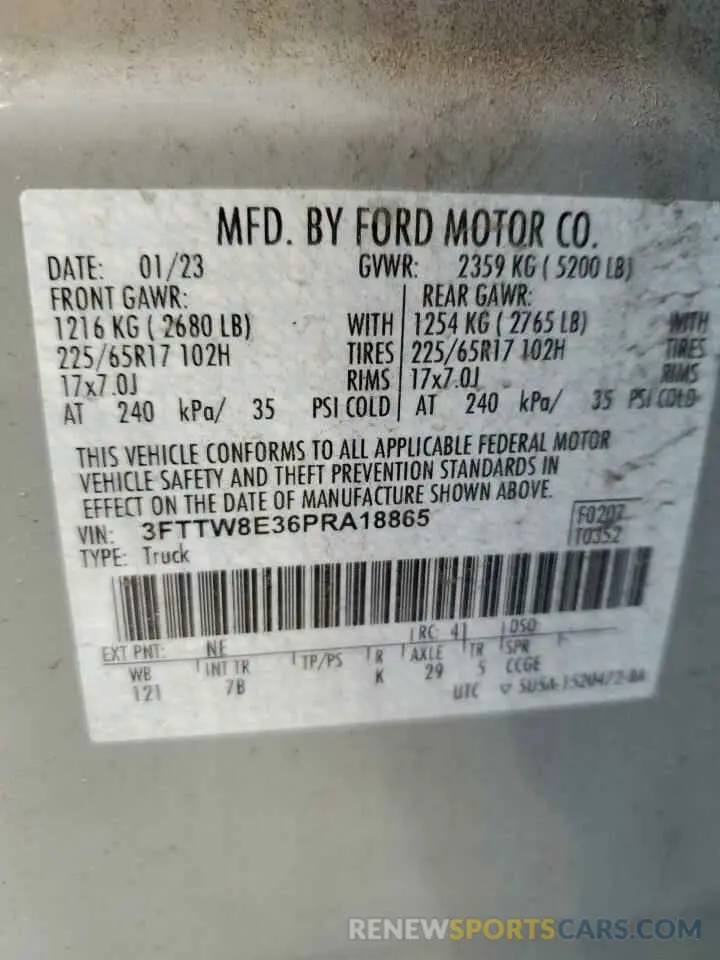 MFD. BY FORD MOTOR CO.
DATE: 01/23 GVWR: 2359 KG ( 5200 LB)
FRONT GAWR: REAR GAWR:
1216 KG ( 2680 LB) WITH 1254 KG ( 2765 LB) WITH
225/65R17 102H TIRES 225/65R17 102H TIRES
17x7.0J RIMS 17x7.0J RIMS
AT 240 kPa/ 35 PSI COLD AT 240 kPa/ 35 PSI COLD
THIS VEHICLE CONFORMS TO ALL APPLICABLE FEDERAL MOTOR
VEHICLE SAFETY AND THEFT PREVENTION STANDARDS IN
EFFECT ON THE DATE OF MANUFACTURE SHOWN ABOVE.
VIN: 3FTTW8E36PRA18865 F0202
TYPE: Truck T0352
EXT PNT: NE RC: 41 DSO:
WB INT TR TP/PS R AXLE TR SPR
121 7B K 29 5 CCGE
UTC
RENEWSPORTSCARS.COM